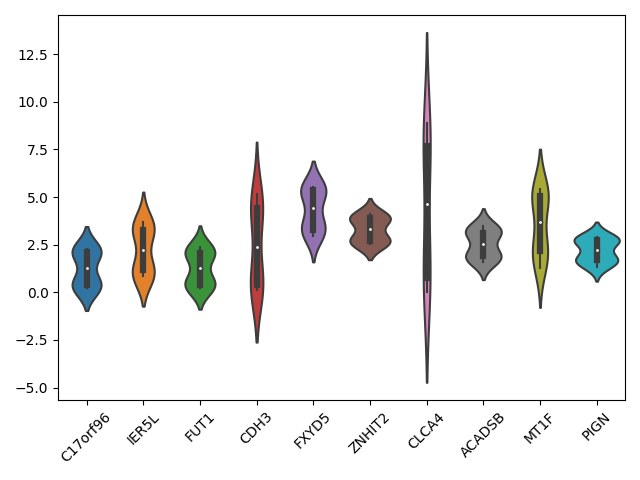 12.5
10.0
7.5
5.0
2.5
0.0
−2.5
−5.0
C17orf96
IER5L
FUT1
CDH3
FXYD5
ZNHIT2
CLCA4
ACADSB
MT1F
PIGN